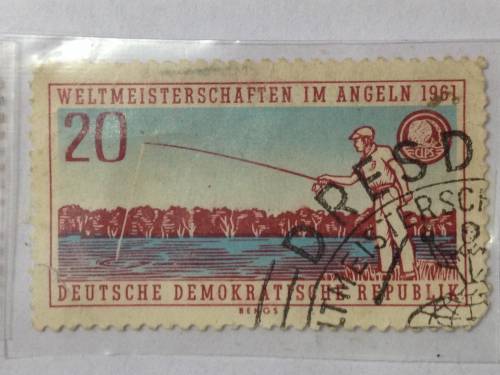 WELTMEISTERSCHAFTEN IM ANGELN 1961
20
CIPS
DRESD
DEUTSCHE DEMOKRATISCHE REPUBLIK
BENGS